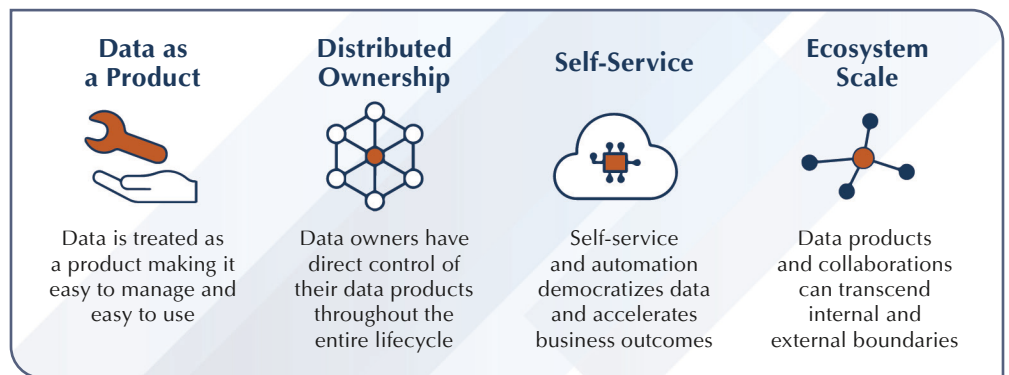 Data as
a Product
Data is treated as
a product making it
easy to manage and
easy to use
Distributed
Ownership
Data owners have
direct control of
their data products
throughout the
entire lifecycle
Self-Service
Self-service
and automation
democratizes data
and accelerates
business outcomes
Ecosystem
Scale
Data products
and collaborations
can transcend
internal and
external boundaries